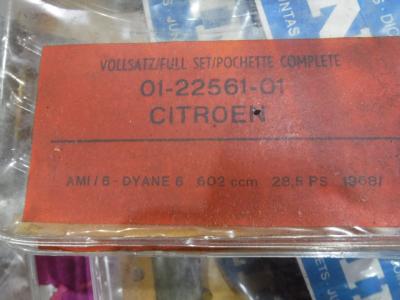 VOLLSATZ/FULL SET/POCHETTE COMPLETE
01-22561-01
CITROEN
AMI/6 - DYANE 6 602 ccm 28,5 PS 1968/